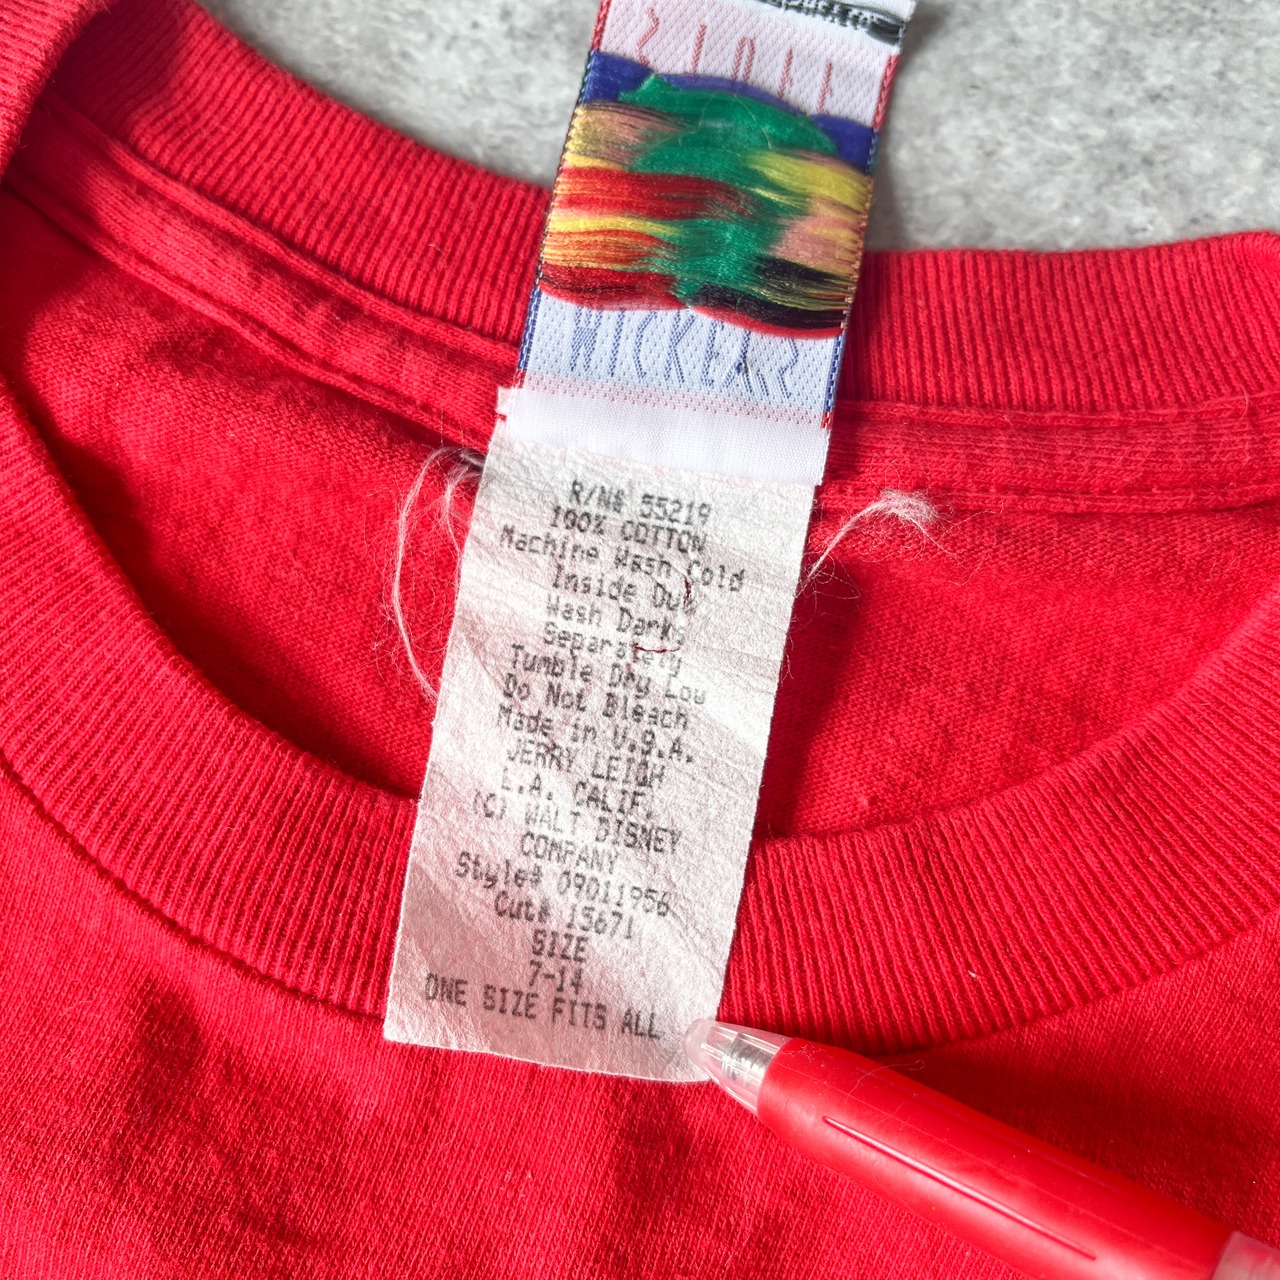 R/N# 55219
100% COTTON
Machine Wash Cold
Inside Out
Wash Darks
Separately
Tumble Dry Low
Do Not Bleach
Made in U.S.A.
JERRY LEIGH
L.A. CALIF.
(C) WALT DISNEY
COMPANY
Style# 09011956
Cut# 15671
SIZE
7-14
ONE SIZE FITS ALL